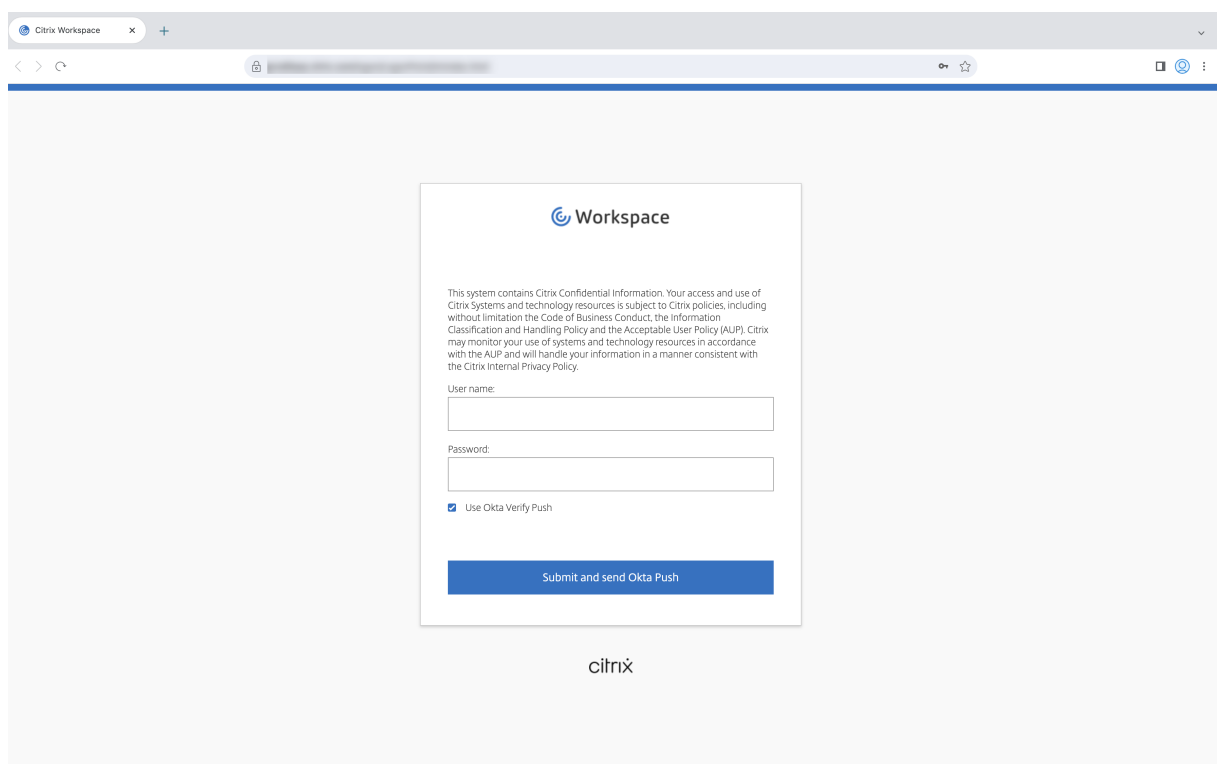 Citrix Workspace
Workspace
This system contains Citrix Confidential Information. Your access and use of
Citrix Systems and technology resources is subject to Citrix policies, including
without limitation the Code of Business Conduct, the Information
Classification and Handling Policy and the Acceptable User Policy (AUP). Citrix
may monitor your use of systems and technology resources in accordance
with the AUP and will handle your information in a manner consistent with
the Citrix Internal Privacy Policy.
User name:
Password:
Use Okta Verify Push
Submit and send Okta Push
citrix